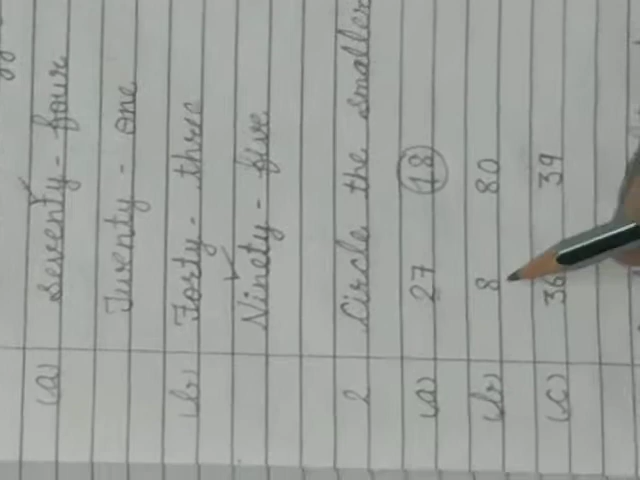 (a) Seventy - four
Twenty - one
(b) Forty - three
Ninety - five
2 Circle the smaller
(a) 27 18
(b) 8 80
(c) 36 39